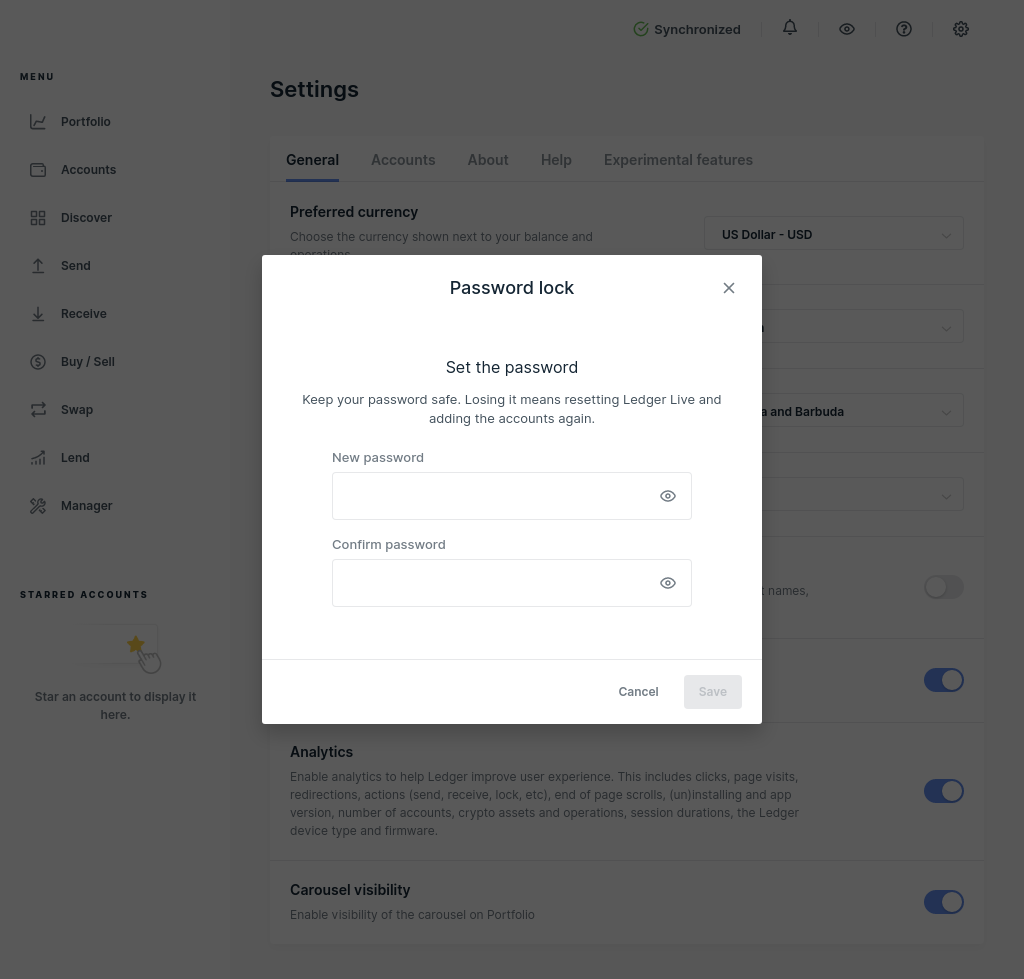 Synchronized
MENU
Settings
Portfolio
Accounts
Discover
Send
Receive
Buy / Sell
Swap
Lend
Manager
STARRED ACCOUNTS
Star an account to display it
here.
General
Accounts
About
Help
Experimental features
Preferred currency
Choose the currency shown next to your balance and
US Dollar - USD
and Barbuda
names,
Password lock
Set the password
Keep your password safe. Losing it means resetting Ledger Live and
adding the accounts again.
New password
Confirm password
Cancel
Save
Analytics
Enable analytics to help Ledger improve user experience. This includes clicks, page visits,
redirections, actions (send, receive, lock, etc), end of page scrolls, (un)installing and app
version, number of accounts, crypto assets and operations, session durations, the Ledger
device type and firmware.
Carousel visibility
Enable visibility of the carousel on Portfolio